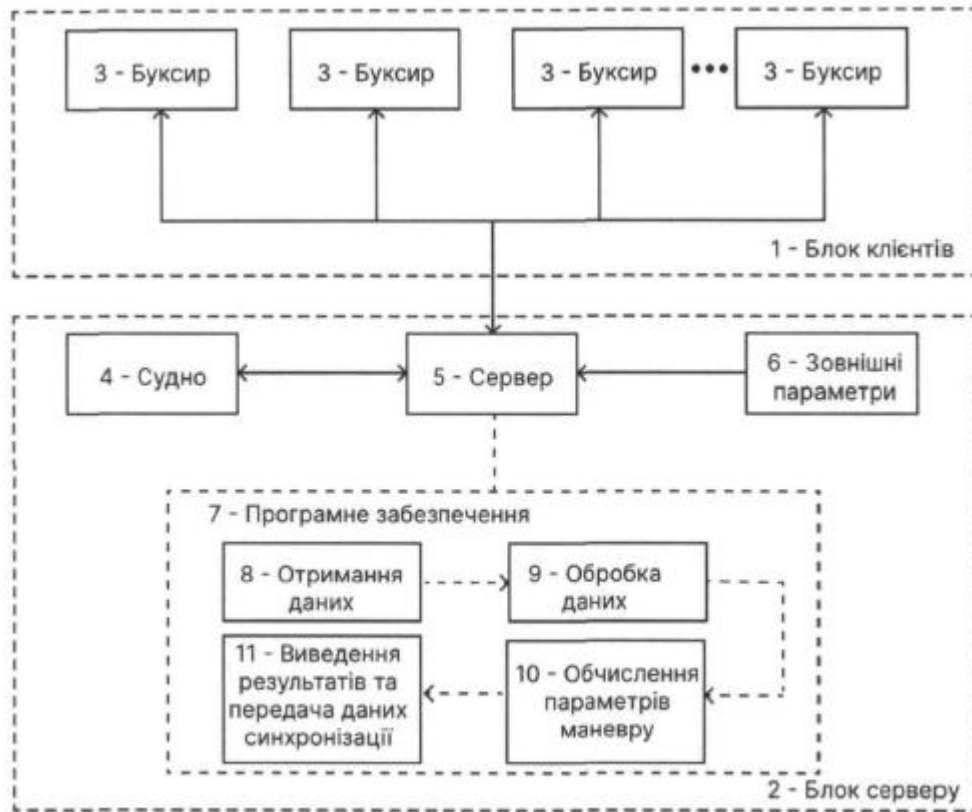 3 - Буксир
3 - Буксир
3 - Буксир
•••
3 - Буксир
1 - Блок клієнтів
4 - Судно
5 - Сервер
6 - Зовнішні
параметри
7 - Програмне забезпечення
8 - Отримання
даних
9 - Обробка
даних
11 - Виведення
результатів та
передача даних
синхронізації
10 - Обчислення
параметрів
маневру
2 - Блок серверу